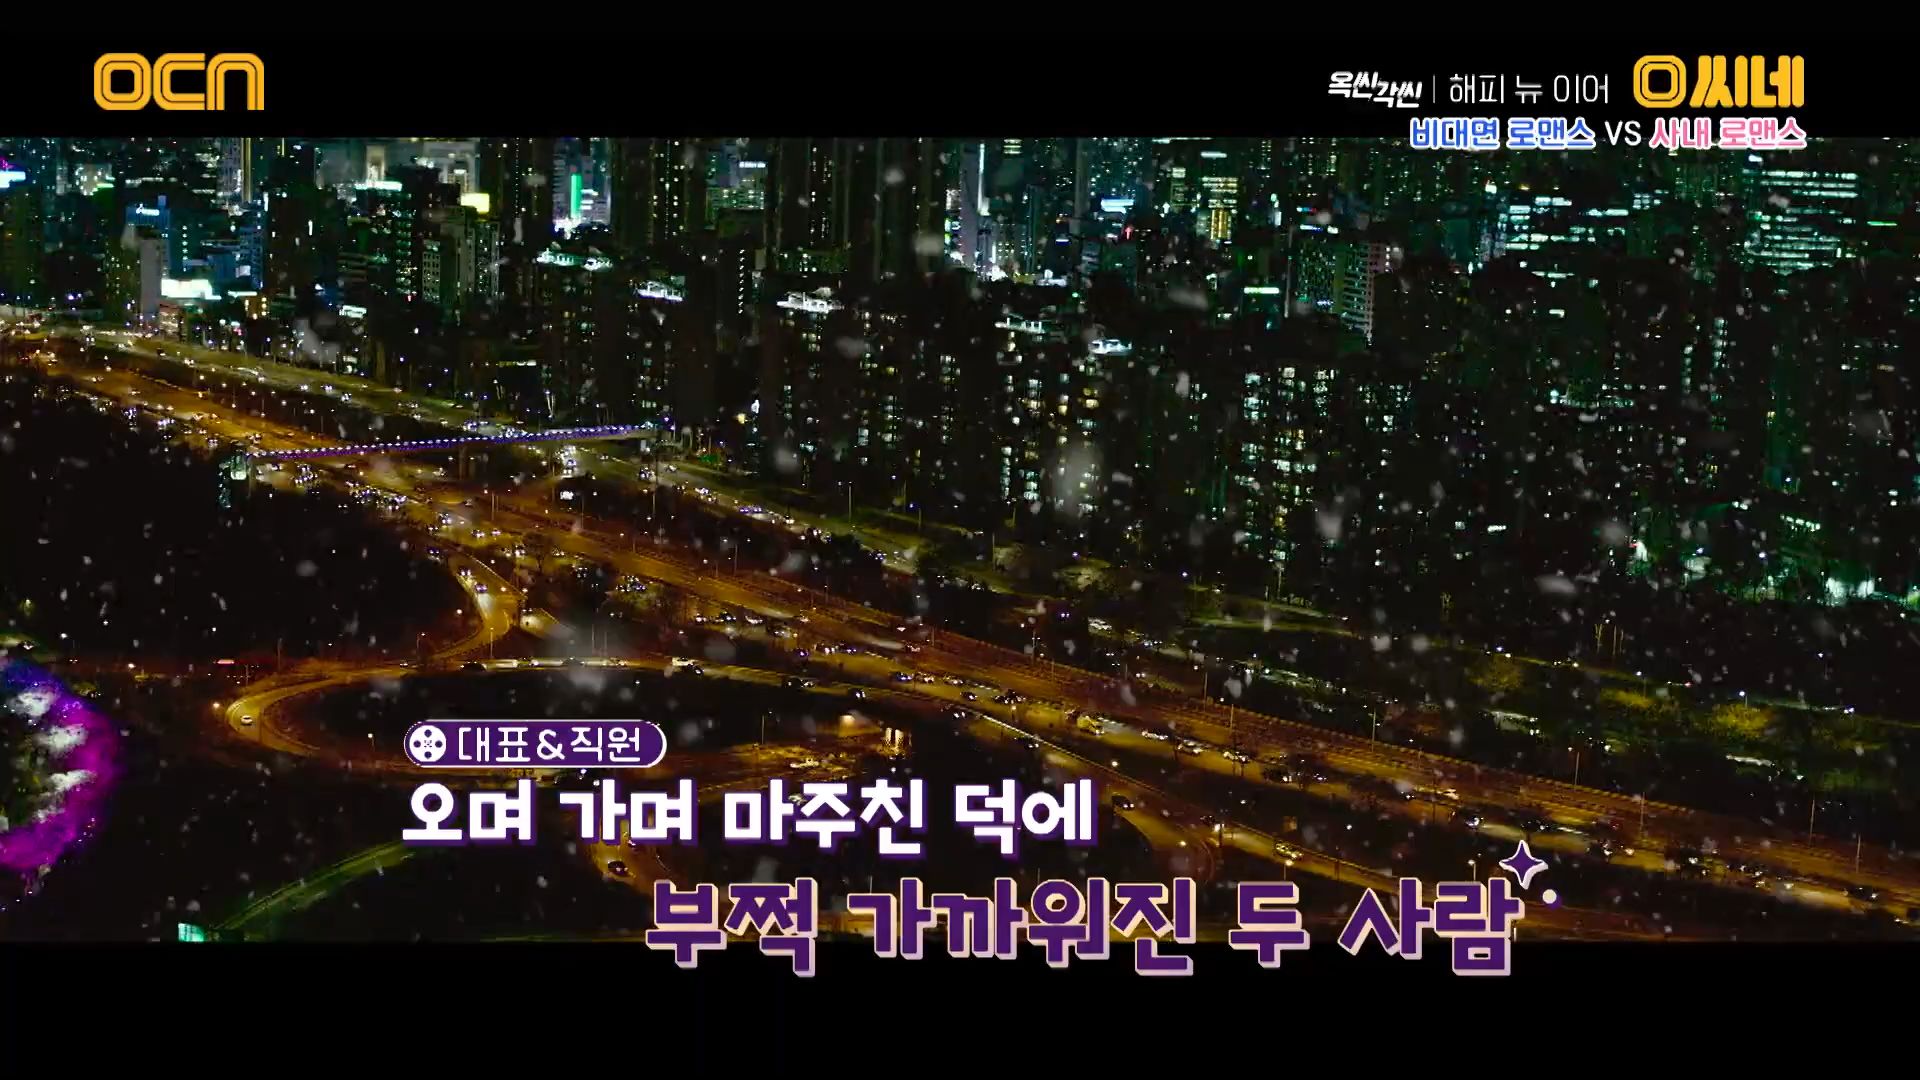 OCN
옥씬각씬 | 해피 뉴 이어 O씨네
비대면 로맨스 VS 사내 로맨스
대표&직원
오며 가며 마주친 덕에
부쩍 가까워진 두 사람